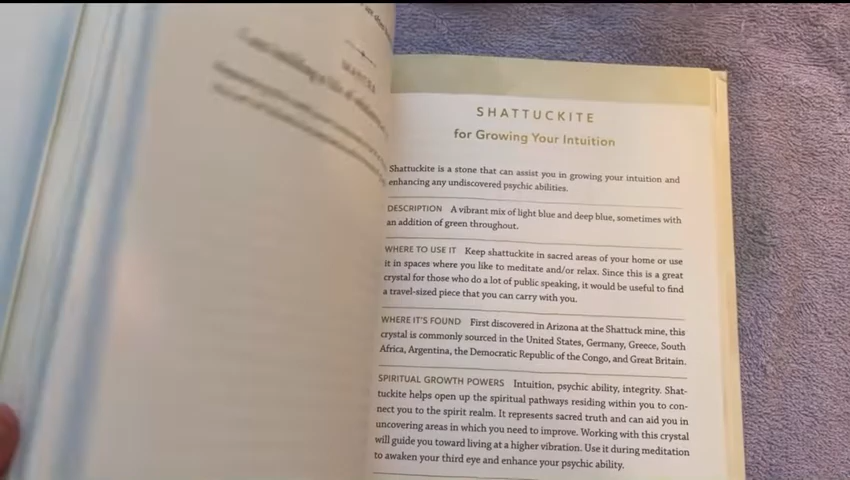 MANTRA
SHATTUCKITE
for Growing Your Intuition
Shattuckite is a stone that can assist you in growing your intuition and
enhancing any undiscovered psychic abilities.
DESCRIPTION A vibrant mix of light blue and deep blue, sometimes with
an addition of green throughout.
WHERE TO USE IT Keep shattuckite in sacred areas of your home or use
it in spaces where you like to meditate and/or relax. Since this is a great
crystal for those who do a lot of public speaking, it would be useful to find
a travel-sized piece that you can carry with you.
WHERE IT'S FOUND First discovered in Arizona at the Shattuck mine, this
crystal is commonly sourced in the United States, Germany, Greece, South
Africa, Argentina, the Democratic Republic of the Congo, and Great Britain.
SPIRITUAL GROWTH POWERS Intuition, psychic ability, integrity. Shat-
tuckite helps open up the spiritual pathways residing within you to con-
nect you to the spirit realm. It represents sacred truth and can aid you in
uncovering areas in which you need to improve. Working with this crystal
will guide you toward living at a higher vibration. Use it during meditation
to awaken your third eye and enhance your psychic ability.